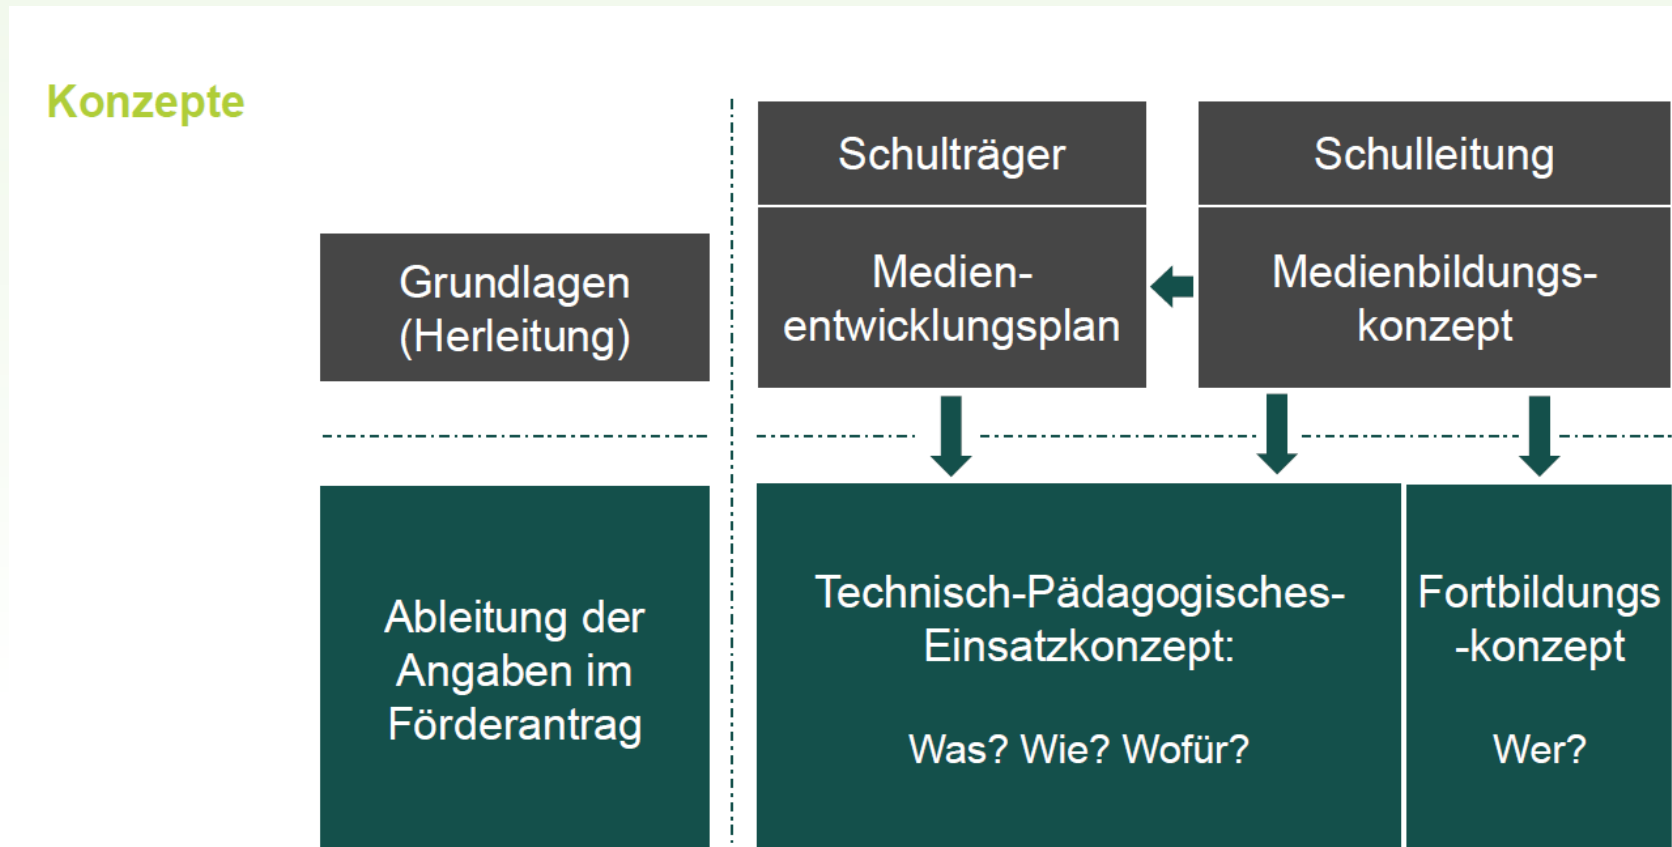 Konzepte
Schulträger
Schulleitung
Grundlagen
(Herleitung)
Medien-
entwicklungsplan
Medienbildungs-
konzept
Ableitung der
Angaben im
Förderantrag
Technisch-Pädagogisches-
Einsatzkonzept:
Was? Wie? Wofür?
Fortbildungs
-konzept
Wer?